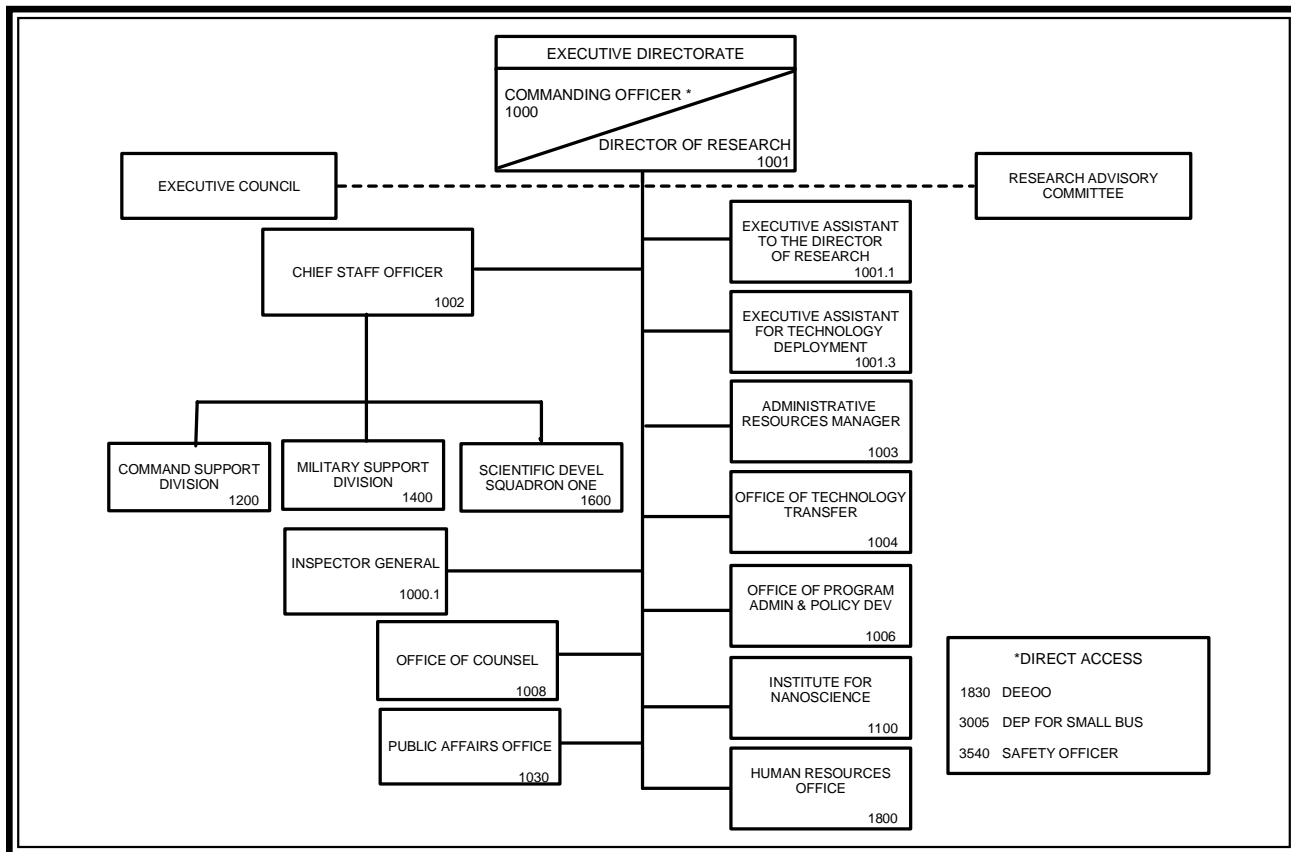 EXECUTIVE DIRECTORATE
COMMANDING OFFICER *
1000
DIRECTOR OF RESEARCH
1001
EXECUTIVE COUNCIL
RESEARCH ADVISORY
COMMITTEE
CHIEF STAFF OFFICER
1002
EXECUTIVE ASSISTANT
TO THE DIRECTOR
OF RESEARCH
1001.1
EXECUTIVE ASSISTANT
FOR TECHNOLOGY
DEPLOYMENT
1001.3
ADMINISTRATIVE
RESOURCES MANAGER
1003
COMMAND SUPPORT
DIVISION
1200
MILITARY SUPPORT
DIVISION
1400
SCIENTIFIC DEVEL
SQUADRON ONE
1600
OFFICE OF TECHNOLOGY
TRANSFER
1004
INSPECTOR GENERAL
1000.1
OFFICE OF PROGRAM
ADMIN & POLICY DEV
1006
OFFICE OF COUNSEL
1008
INSTITUTE FOR
NANOSCIENCE
1100
PUBLIC AFFAIRS OFFICE
1030
HUMAN RESOURCES
OFFICE
1800
*DIRECT ACCESS
1830 DEEOO
3005 DEP FOR SMALL BUS
3540 SAFETY OFFICER